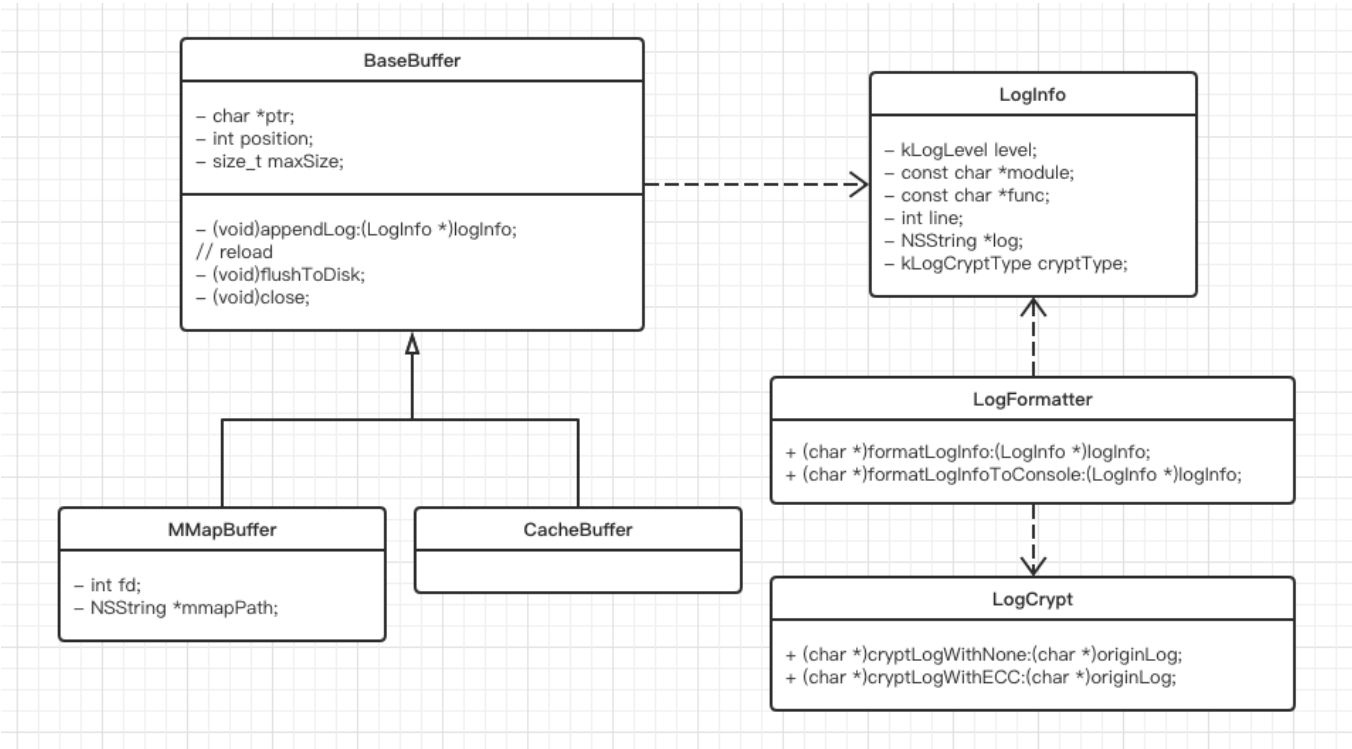 BaseBuffer
– char *ptr;
– int position;
– size_t maxSize;
– (void)appendLog:(LogInfo *)logInfo;
// reload
– (void)flushToDisk;
– (void)close;
LogInfo
– kLogLevel level;
– const char *module;
– const char *func;
– int line;
– NSString *log;
– kLogCryptType cryptType;
LogFormatter
+ (char *)formatLogInfo:(LogInfo *)logInfo;
+ (char *)formatLogInfoToConsole:(LogInfo *)logInfo;
MMapBuffer
– int fd;
– NSString *mmapPath;
CacheBuffer
LogCrypt
+ (char *)cryptLogWithNone:(char *)originLog;
+ (char *)cryptLogWithECC:(char *)originLog;